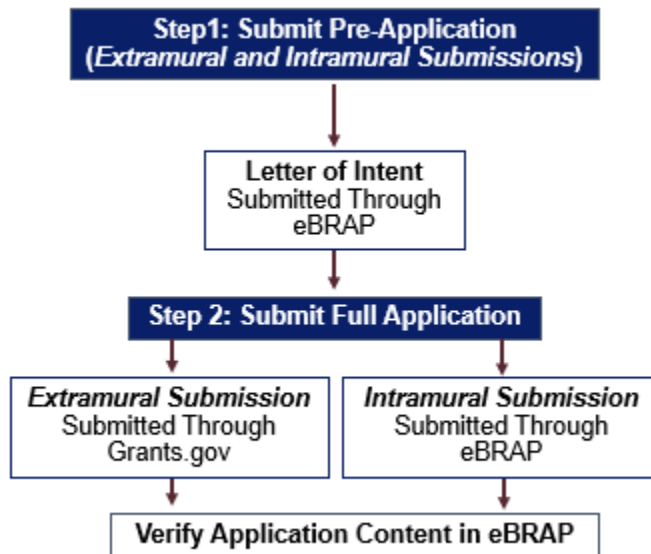 Step1: Submit Pre-Application
(Extramural and Intramural Submissions)
Letter of Intent
Submitted Through
eBRAP
Step 2: Submit Full Application
Extramural Submission
Submitted Through
Grants.gov
Intramural Submission
Submitted Through
eBRAP
Verify Application Content in eBRAP